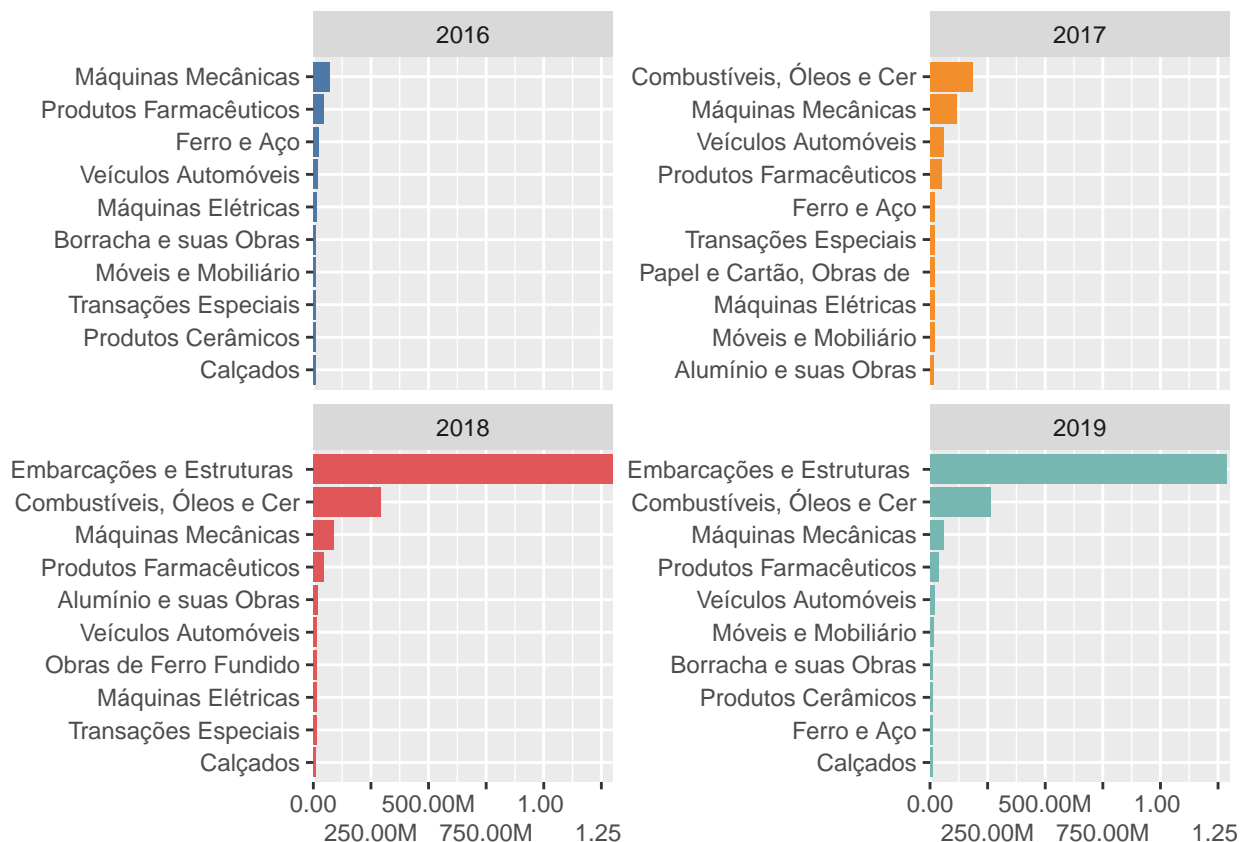 2016
Máquinas Mecânicas
Produtos Farmacêuticos
Ferro e Aço
Veículos Automóveis
Máquinas Elétricas
Borracha e suas Obras
Móveis e Mobiliário
Transações Especiais
Produtos Cerâmicos
Calçados
2017
Combustíveis, Óleos e Cer
Máquinas Mecânicas
Veículos Automóveis
Produtos Farmacêuticos
Ferro e Aço
Transações Especiais
Papel e Cartão, Obras de
Máquinas Elétricas
Móveis e Mobiliário
Alumínio e suas Obras
2018
Embarcações e Estruturas
Combustíveis, Óleos e Cer
Máquinas Mecânicas
Produtos Farmacêuticos
Alumínio e suas Obras
Veículos Automóveis
Obras de Ferro Fundido
Máquinas Elétricas
Transações Especiais
Calçados
0.00 500.00M 1.00
250.00M 750.00M 1.25
2019
Embarcações e Estruturas
Combustíveis, Óleos e Cer
Máquinas Mecânicas
Produtos Farmacêuticos
Veículos Automóveis
Móveis e Mobiliário
Borracha e suas Obras
Produtos Cerâmicos
Ferro e Aço
Calçados
0.00 500.00M 1.00
250.00M 750.00M 1.25